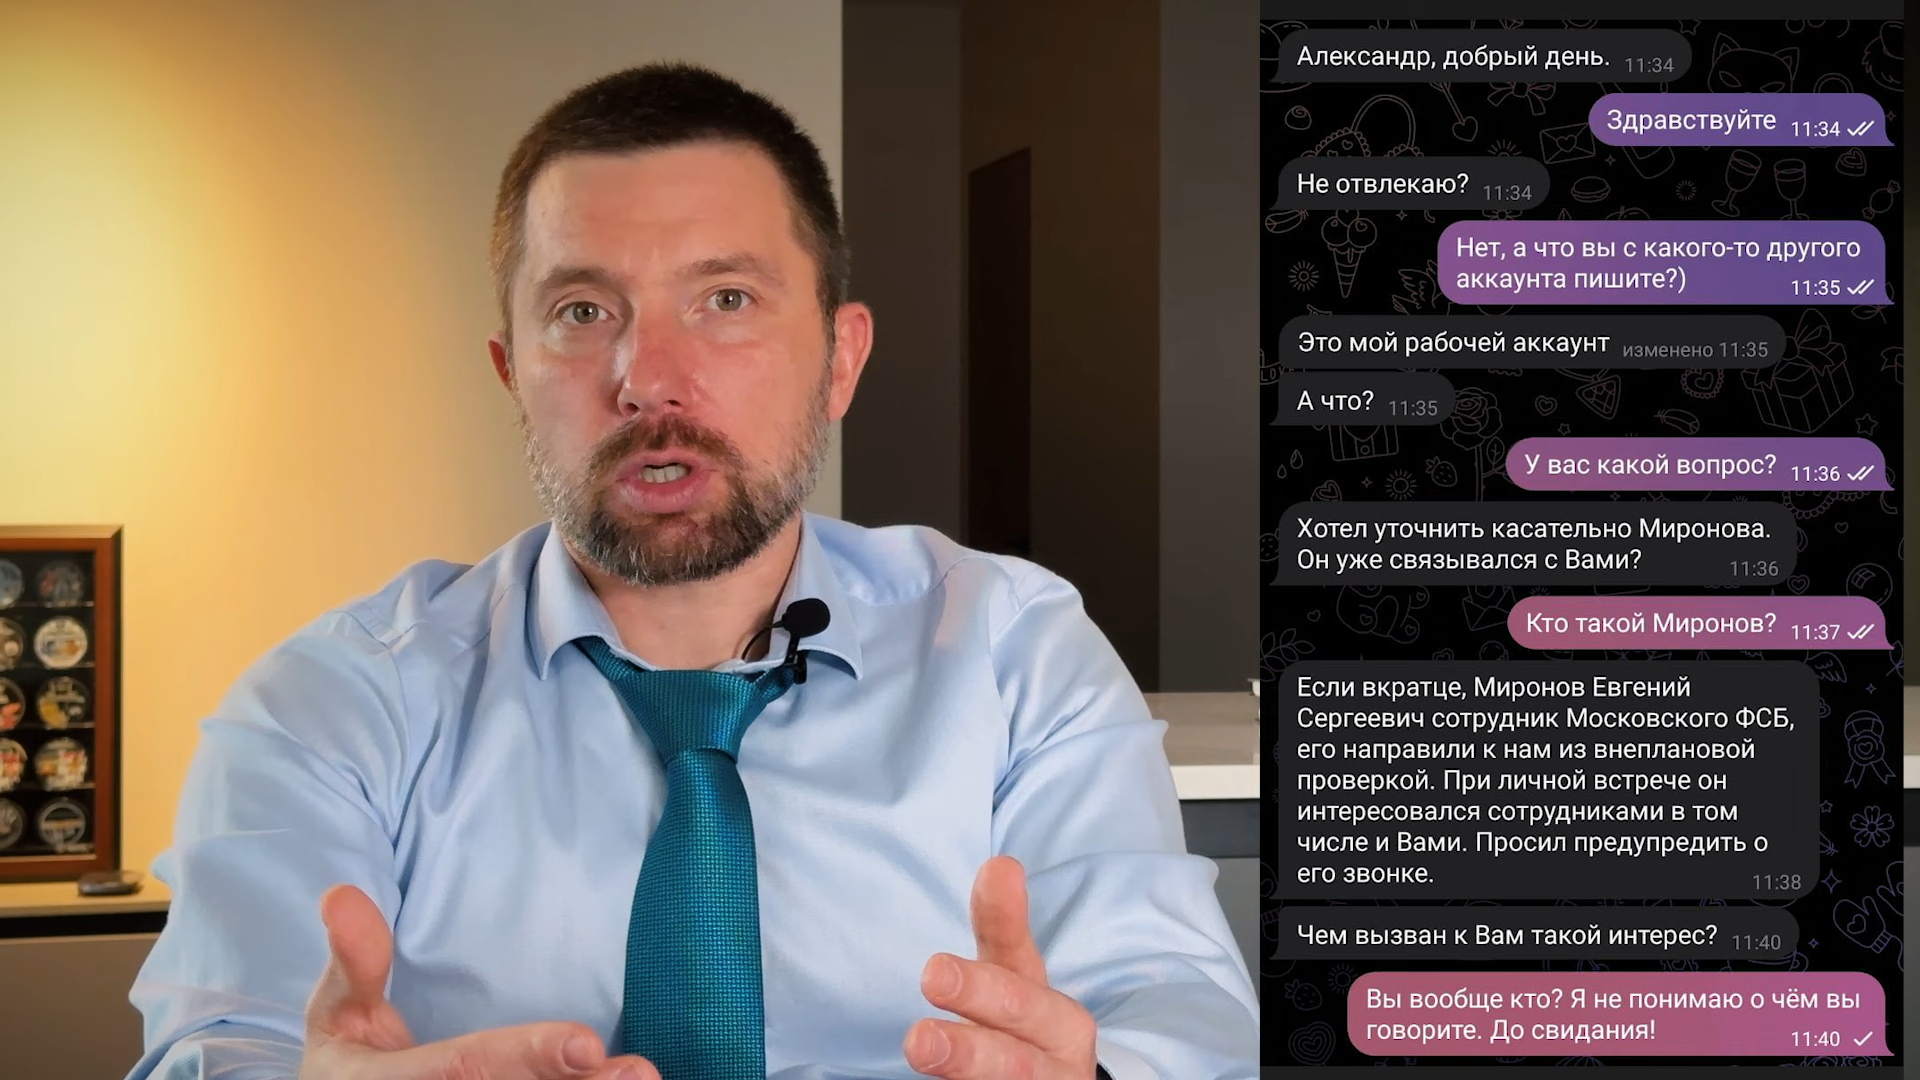 Александр, добрый день. 11:34
Здравствуйте 11:34
Не отвлекаю? 11:34
Нет, а что вы с какого-то другого
аккаунта пишите?) 11:35
Это мой рабочей аккаунт изменено 11:35
А что? 11:35
У вас какой вопрос? 11:36
Хотел уточнить касательно Миронова.
Он уже связывался с Вами? 11:36
Кто такой Миронов? 11:37
Если вкратце, Миронов Евгений
Сергеевич сотрудник Московского ФСБ,
его направили к нам из внеплановой
проверкой. При личной встрече он
интересовался сотрудниками в том
числе и Вами. Просил предупредить о
его звонке. 11:38
Чем вызван к Вам такой интерес? 11:40
Вы вообще кто? Я не понимаю о чём вы
говорите. До свидания! 11:40